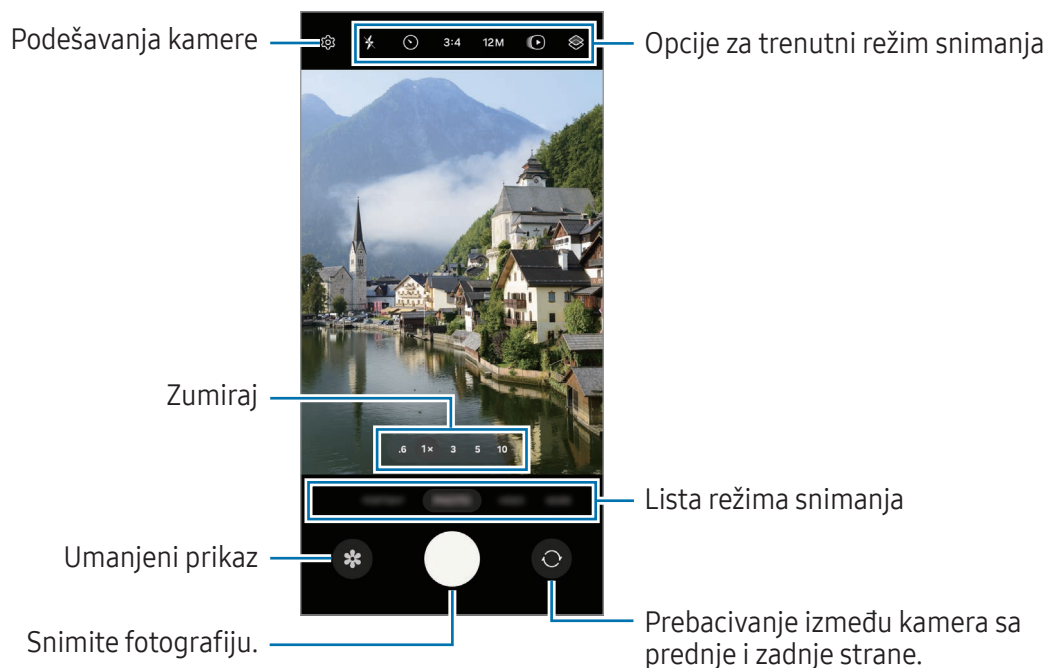 Podešavanja kamere
3:4
12M
Opcije za trenutni režim snimanja
Zumiraj
.6 1× 3 5 10
Lista režima snimanja
Umanjeni prikaz
Snimite fotografiju.
Prebacivanje između kamera sa
prednje i zadnje strane.